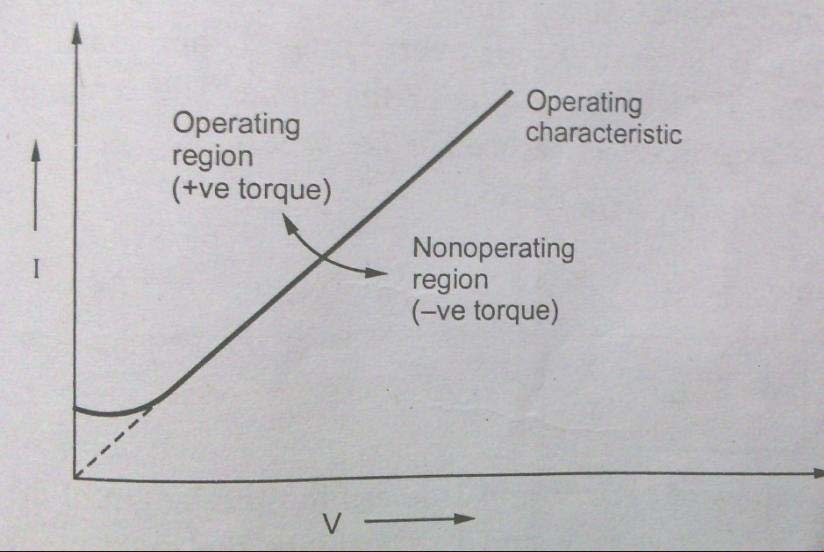 Operating
characteristic
Operating
region
(+ve torque)
I
Nonoperating
region
(–ve torque)
V